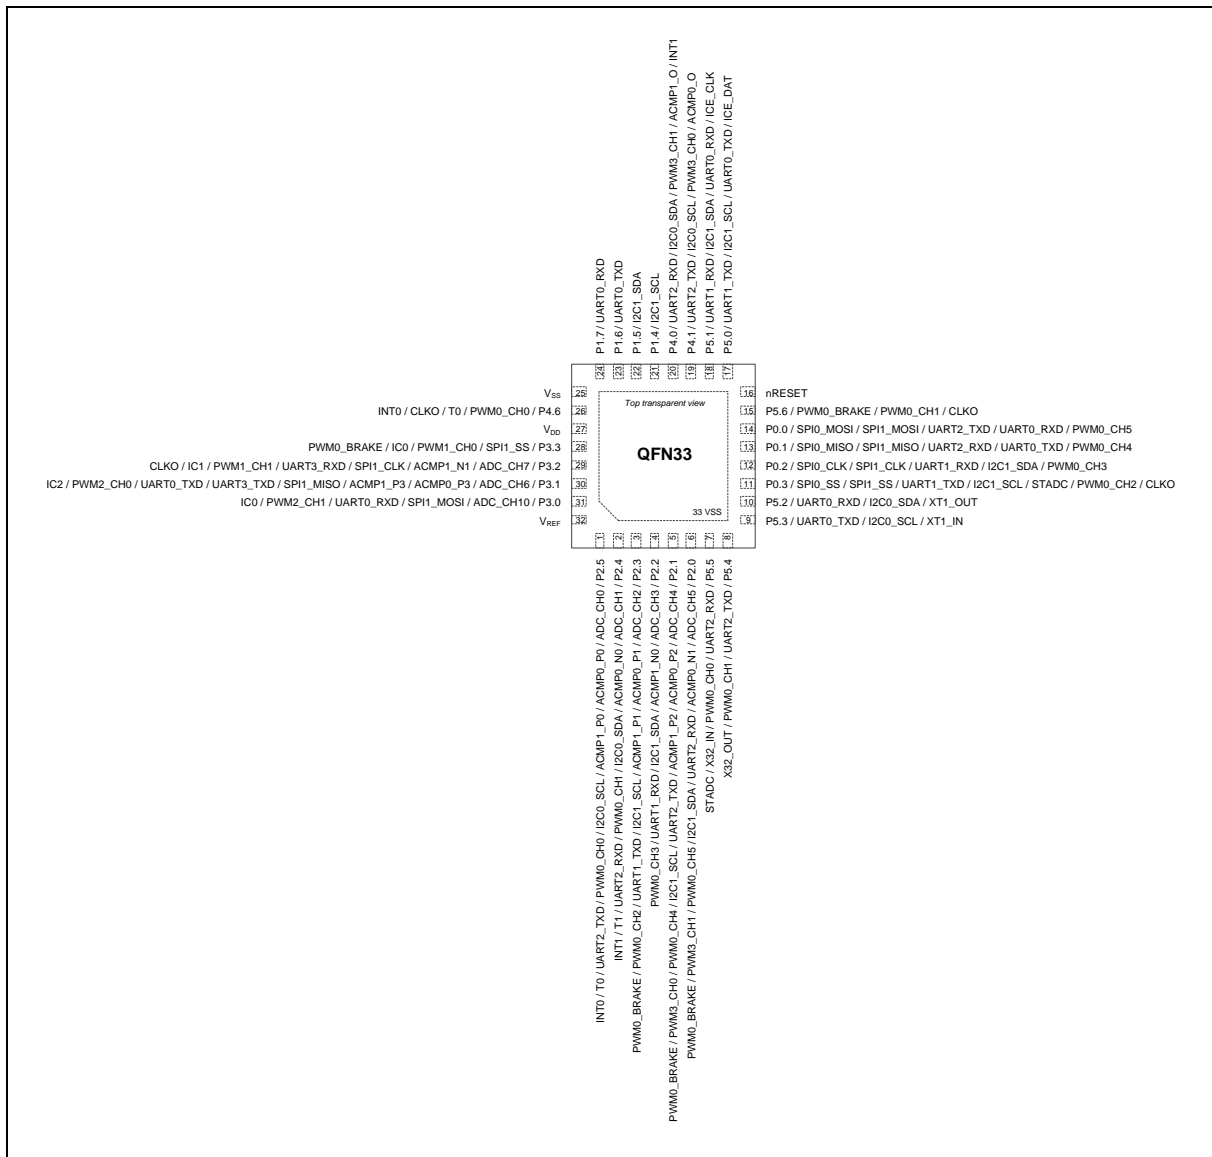 P1.7 / UART0_RXD
P1.6 / UART0_TXD
P1.5 / I2C1_SDA
P1.4 / I2C1_SCL
P4.0 / UART2_RXD / I2C0_SDA / PWM3_CH1 / ACMP1_O / INT1
P4.1 / UART2_TXD / I2C0_SCL / PWM3_CH0 / ACMP0_O
P5.1 / UART1_RXD / I2C1_SDA / UART0_RXD / ICE_CLK
P5.0 / UART1_TXD / I2C1_SCL / UART0_TXD / ICE_DAT
24
23
22
21
20
19
18
17
VSS 25
INT0 / CLKO / T0 / PWM0_CH0 / P4.6 26
VDD 27
PWM0_BRAKE / IC0 / PWM1_CH0 / SPI1_SS / P3.3 28
CLKO / IC1 / PWM1_CH1 / UART3_RXD / SPI1_CLK / ACMP1_N1 / ADC_CH7 / P3.2 29
IC2 / PWM2_CH0 / UART0_TXD / UART3_TXD / SPI1_MISO / ACMP1_P3 / ACMP0_P3 / ADC_CH6 / P3.1 30
IC0 / PWM2_CH1 / UART0_RXD / SPI1_MOSI / ADC_CH10 / P3.0 31
VREF 32
Top transparent view
QFN33
33 VSS
16 nRESET
15 P5.6 / PWM0_BRAKE / PWM0_CH1 / CLKO
14 P0.0 / SPI0_MOSI / SPI1_MOSI / UART2_TXD / UART0_RXD / PWM0_CH5
13 P0.1 / SPI0_MISO / SPI1_MISO / UART2_RXD / UART0_TXD / PWM0_CH4
12 P0.2 / SPI0_CLK / SPI1_CLK / UART1_RXD / I2C1_SDA / PWM0_CH3
11 P0.3 / SPI0_SS / SPI1_SS / UART1_TXD / I2C1_SCL / STADC / PWM0_CH2 / CLKO
10 P5.2 / UART0_RXD / I2C0_SDA / XT1_OUT
9 P5.3 / UART0_TXD / I2C0_SCL / XT1_IN
1
2
3
4
5
6
7
8
INT0 / T0 / UART2_TXD / PWM0_CH0 / I2C0_SCL / ACMP1_P0 / ACMP0_P0 / ADC_CH0 / P2.5
INT1 / T1 / UART2_RXD / PWM0_CH1 / I2C0_SDA / ACMP0_N0 / ADC_CH1 / P2.4
PWM0_BRAKE / PWM0_CH2 / UART1_TXD / I2C1_SCL / ACMP1_P1 / ACMP0_P1 / ADC_CH2 / P2.3
PWM0_CH3 / UART1_RXD / I2C1_SDA / ACMP1_N0 / ADC_CH3 / P2.2
PWM0_BRAKE / PWM3_CH0 / PWM0_CH4 / I2C1_SCL / UART2_TXD / ACMP1_P2 / ACMP0_P2 / ADC_CH4 / P2.1
PWM0_BRAKE / PWM3_CH1 / PWM0_CH5 / I2C1_SDA / UART2_RXD / ACMP0_N1 / ADC_CH5 / P2.0
STADC / X32_IN / PWM0_CH0 / UART2_RXD / P5.5
X32_OUT / PWM0_CH1 / UART2_TXD / P5.4